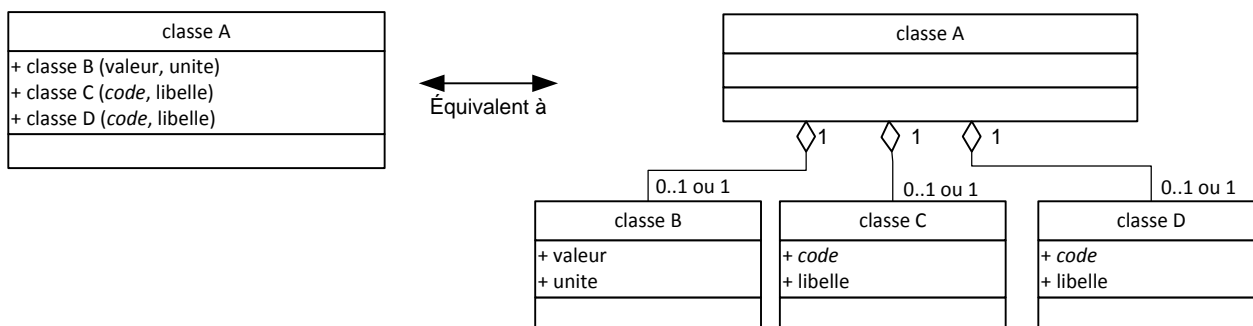 classe A
+ classe B (valeur, unite)
+ classe C (code, libelle)
+ classe D (code, libelle)
Équivalent à
classe A
1
1
1
0..1 ou 1
0..1 ou 1
0..1 ou 1
classe B
+ valeur
+ unite
classe C
+ code
+ libelle
classe D
+ code
+ libelle